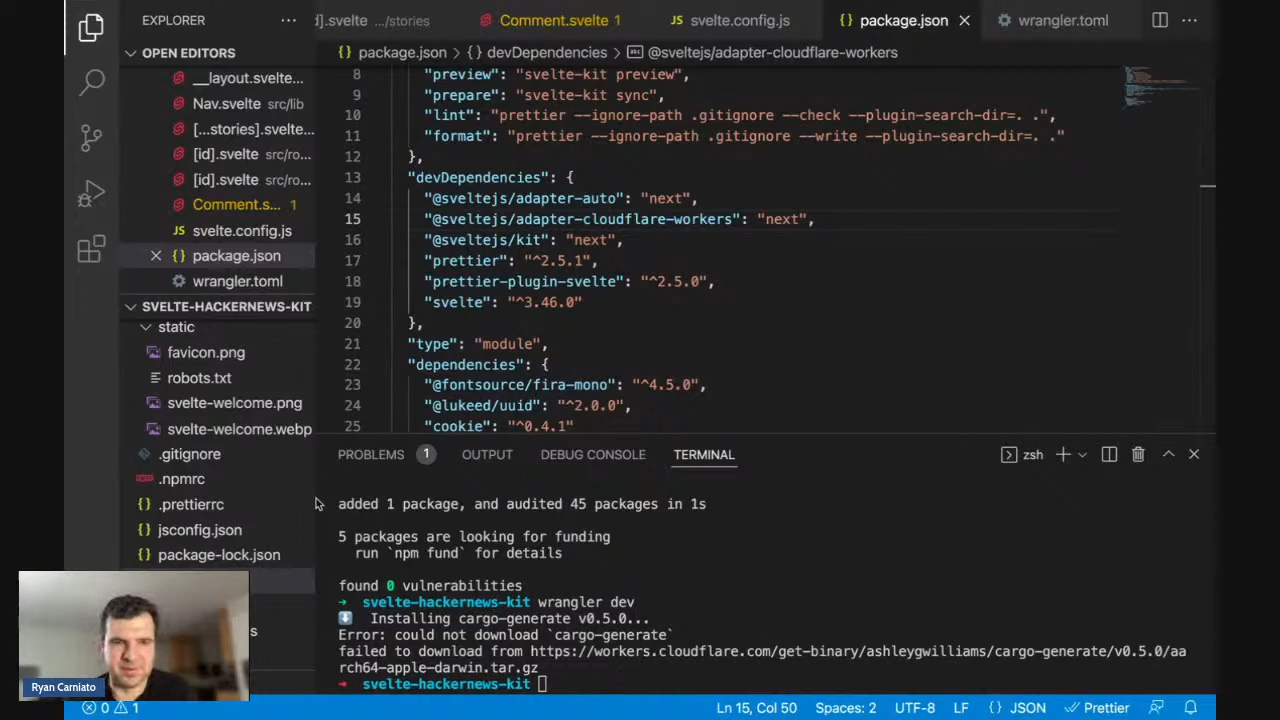 EXPLORER
].svelte .../stories
Comment.svelte 1
svelte.config.js
package.json
wrangler.toml
OPEN EDITORS
package.json > {} devDependencies > @sveltejs/adapter-cloudflare-workers
__layout.svelte...
Nav.svelte src/lib
[...stories].svelte...
[id].svelte src/ro...
[id].svelte src/ro...
Comment.s... 1
svelte.config.js
package.json
wrangler.toml
SVELTE-HACKERNEWS-KIT
static
favicon.png
robots.txt
svelte-welcome.png
svelte-welcome.webp
.gitignore
.npmrc
.prettierrc
jsconfig.json
package-lock.json
s
8 "preview": "svelte-kit preview",
9 "prepare": "svelte-kit sync",
10 "lint": "prettier --ignore-path .gitignore --check --plugin-search-dir=. .",
11 "format": "prettier --ignore-path .gitignore --write --plugin-search-dir=. ."
12 },
13 "devDependencies": {
14 "@sveltejs/adapter-auto": "next",
15 "@sveltejs/adapter-cloudflare-workers": "next",
16 "@sveltejs/kit": "next",
17 "prettier": "^2.5.1",
18 "prettier-plugin-svelte": "^2.5.0",
19 "svelte": "^3.46.0"
20 },
21 "type": "module",
22 "dependencies": {
23 "@fontsource/fira-mono": "^4.5.0",
24 "@lukeed/uuid": "^2.0.0",
25 "cookie": "^0.4.1"
PROBLEMS 1 OUTPUT DEBUG CONSOLE TERMINAL zsh
added 1 package, and audited 45 packages in 1s
5 packages are looking for funding
run `npm fund` for details
found 0 vulnerabilities
➜ svelte-hackernews-kit wrangler dev
⬇️ Installing cargo-generate v0.5.0...
Error: could not download `cargo-generate`
failed to download from https://workers.cloudflare.com/get-binary/ashleygwilliams/cargo-generate/v0.5.0/aa
rch64-apple-darwin.tar.gz
➜ svelte-hackernews-kit
Ryan Carniato
0 1 Ln 15, Col 50 Spaces: 2 UTF-8 LF {} JSON Prettier